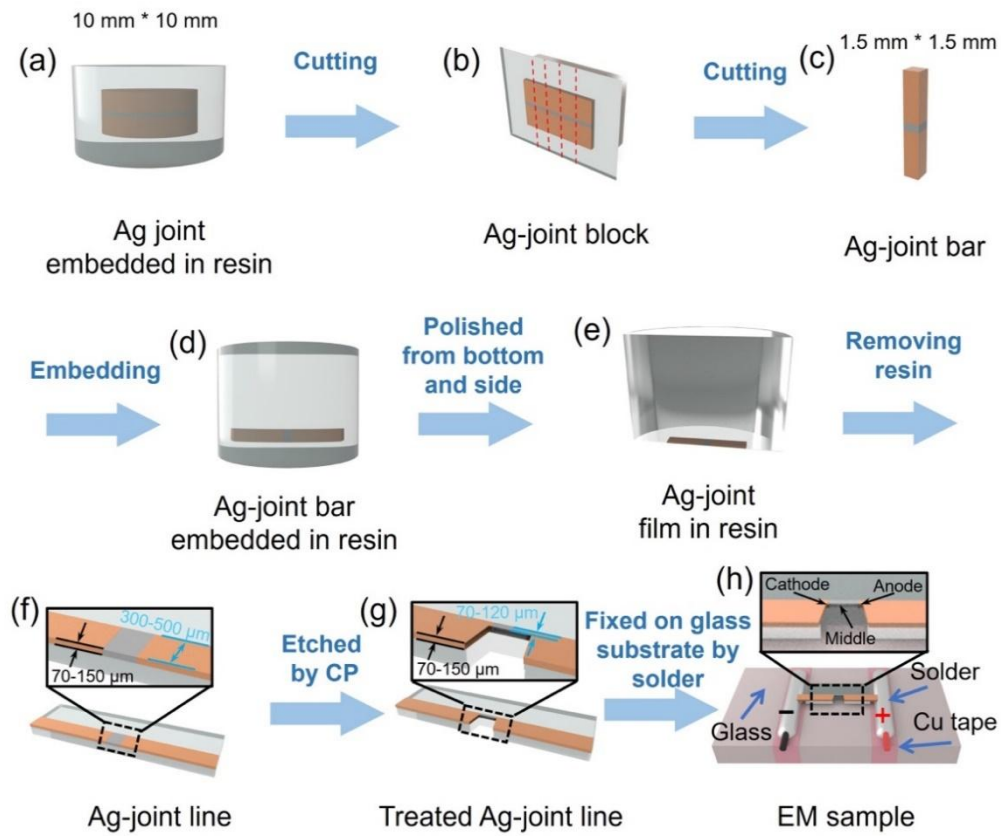 10 mm * 10 mm
(a)
Cutting
(b)
Cutting
1.5 mm * 1.5 mm
(c)
Ag joint
embedded in resin
Ag-joint block
Ag-joint bar
Embedding
(d)
Polished
from bottom
and side
(e)
Removing
resin
Ag-joint bar
embedded in resin
Ag-joint
film in resin
(f)
300-500 μm
70-150 μm
Etched
by CP
(g)
70-120 μm
70-150 μm
Fixed on glass
substrate by
solder
(h)
Cathode
Anode
Middle
Solder
- +
Glass
Cu tape
Ag-joint line
Treated Ag-joint line
EM sample